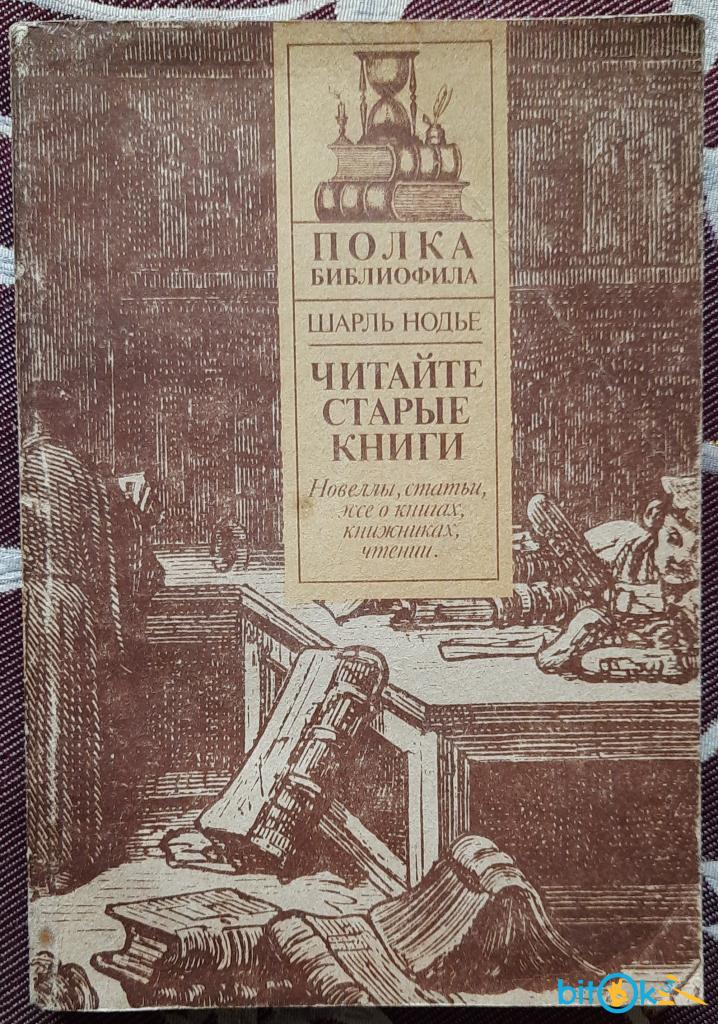 ПОЛКА
БИБЛИОФИЛА
ШАРЛЬ НОДЬЕ
ЧИТАЙТЕ
СТАРЫЕ
КНИГИ
Новеллы, статьи,
эссе о книгах,
книжниках,
чтении.
bitOk